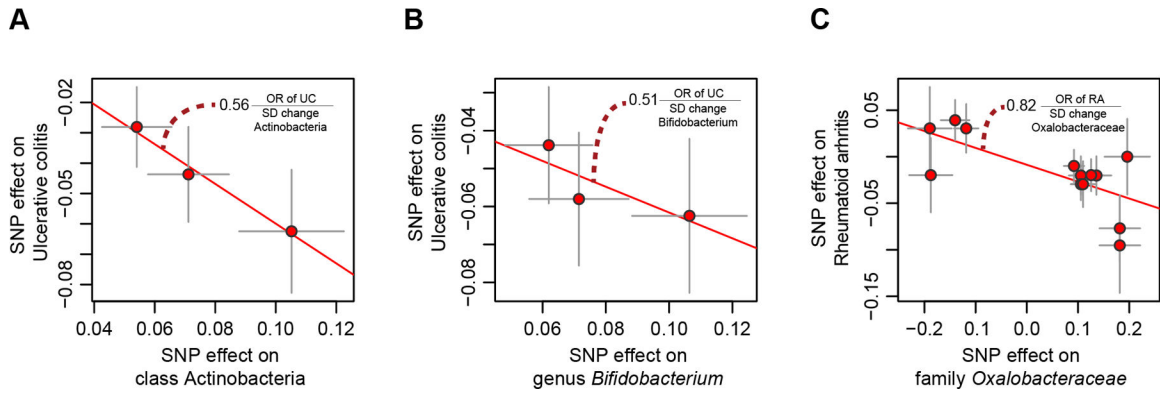 A
SNP effect on
Ulcerative colitis
−0.02
−0.05
−0.08
0.56
OR of UC
SD change
Actinobacteria
0.04
0.06
0.08
0.10
0.12
SNP effect on
class Actinobacteria
B
SNP effect on
Ulcerative colitis
−0.04
−0.06
−0.08
0.51
OR of UC
SD change
Bifidobacterium
0.06
0.08
0.10
0.12
SNP effect on
genus Bifidobacterium
C
SNP effect on
Rheumatoid arhritis
0.05
−0.05
−0.15
0.82
OR of RA
SD change
Oxalobacteraceae
−0.2
0.1
0.0
0.1
0.2
SNP effect on
family Oxalobacteraceae